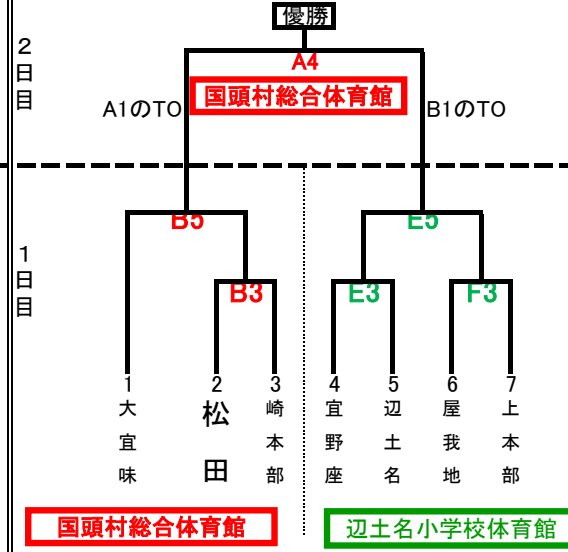 優勝
2日目
A4
A1のTO
国頭村総合体育館
B1のTO
1日目
B5
E5
B3
E3
F3
1 2 3 4 5 6 7
大宜味
松田
崎本部
宜野座
辺土名
屋我地
上本部
国頭村総合体育館
辺土名小学校体育館